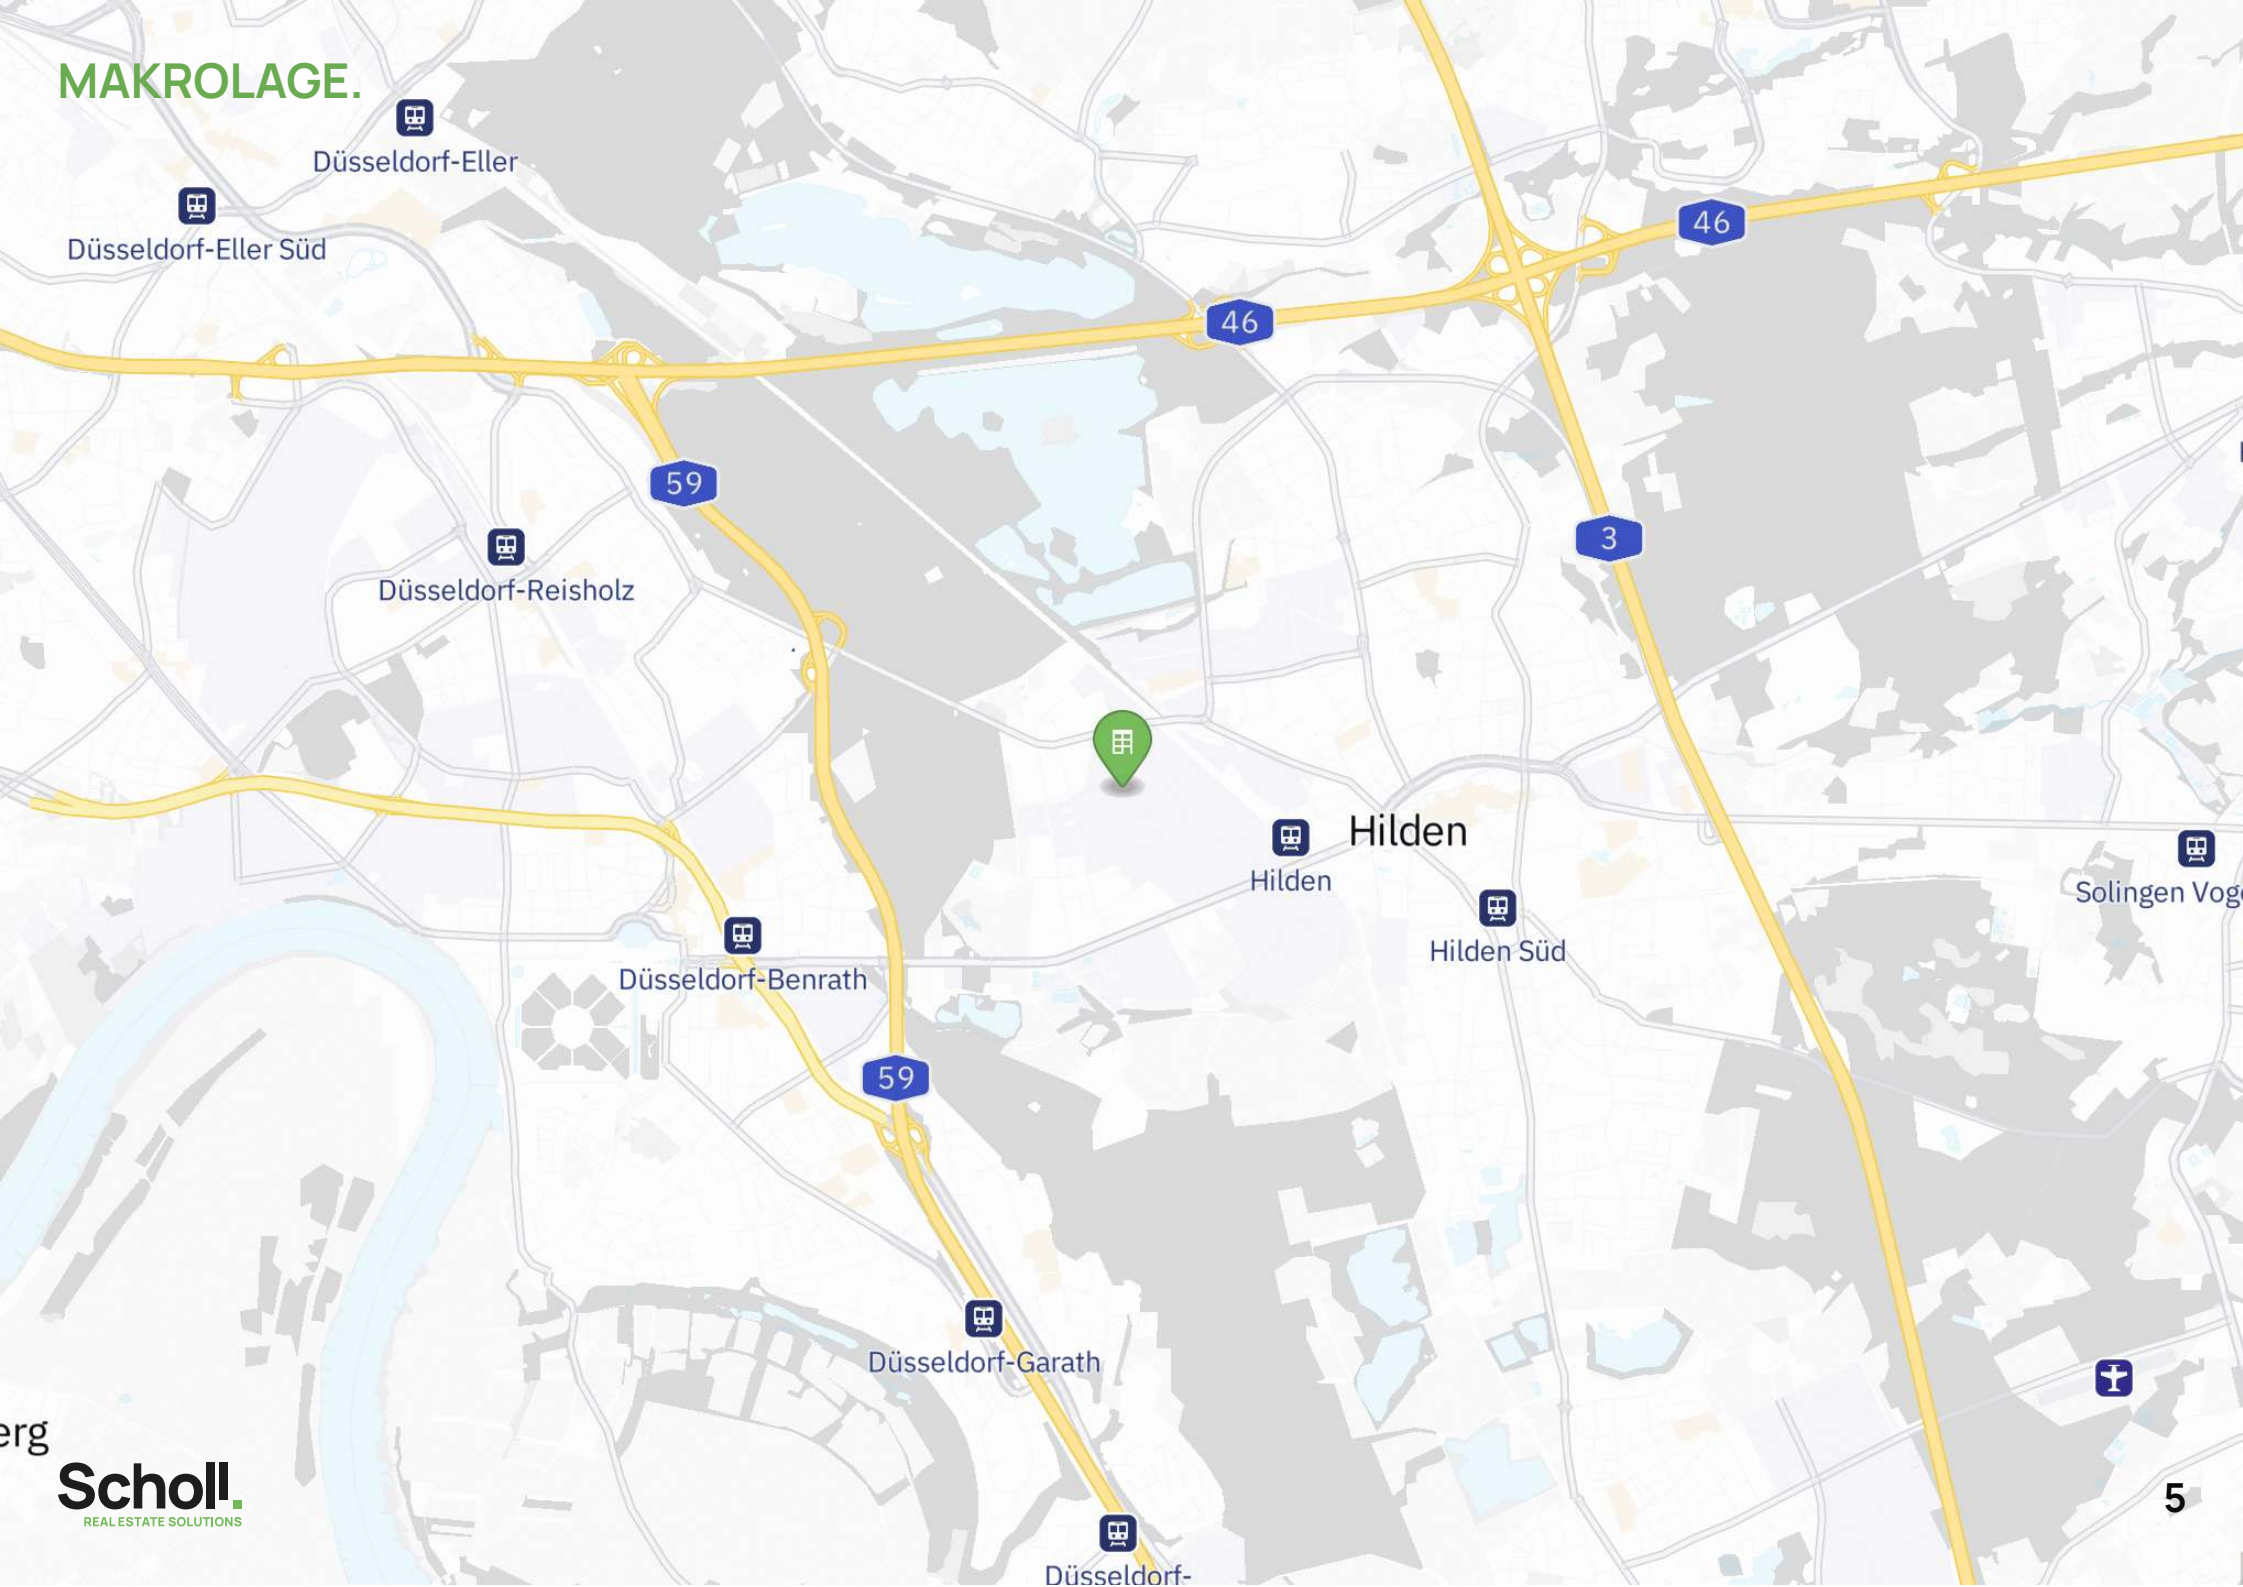 MAKROLAGE.
Düsseldorf-Eller
Düsseldorf-Eller Süd
46
46
59
3
Düsseldorf-Reisholz
Hilden
Hilden
Solingen Voge
Hilden Süd
Düsseldorf-Benrath
59
Düsseldorf-Garath
erg
Scholl.
REAL ESTATE SOLUTIONS
5
Düsseldorf-